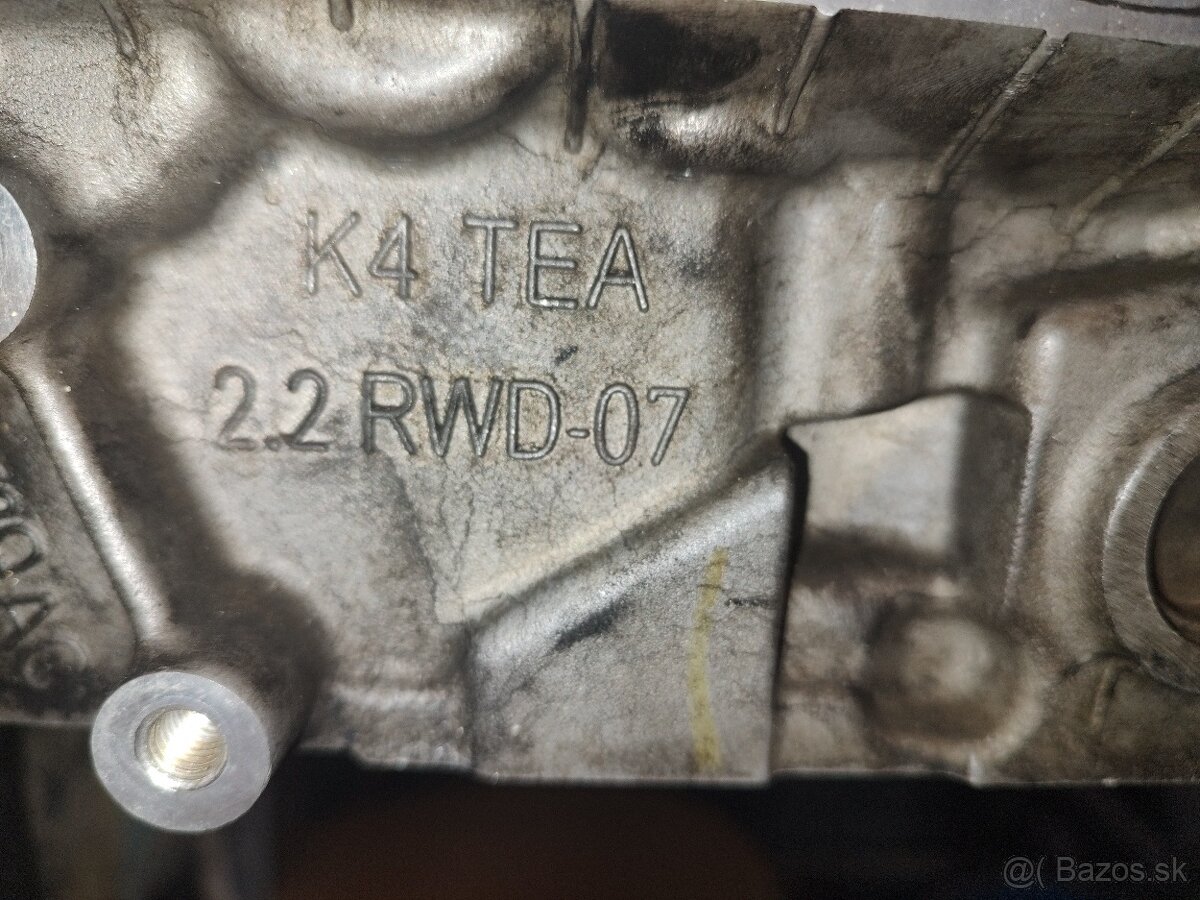 K4 TEA
2.2 RWD-07
@( Bazos.sk